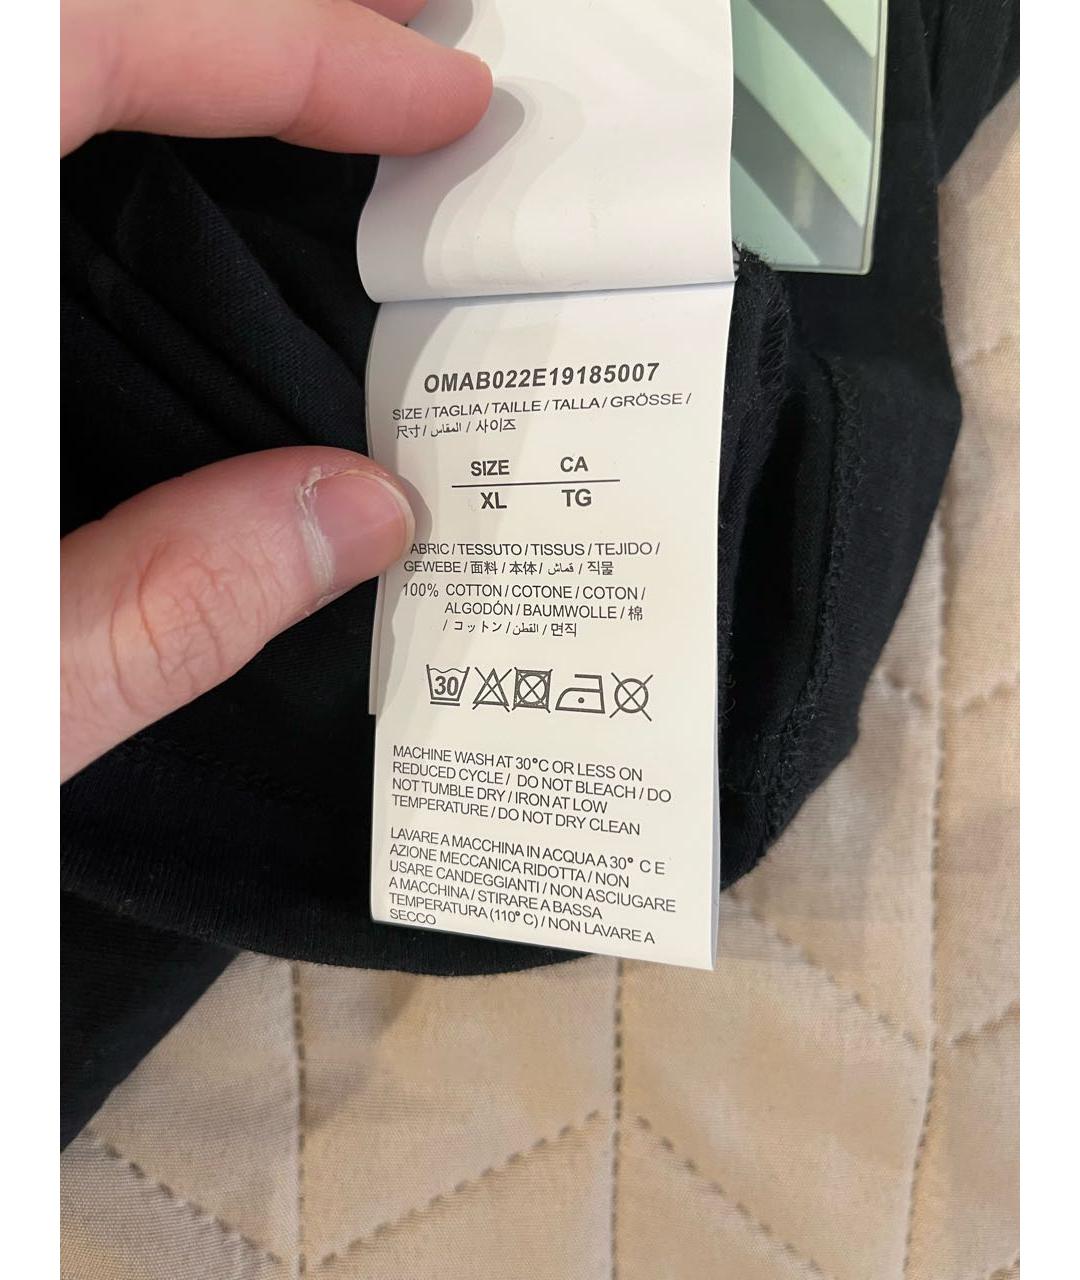 OMAB022E19185007
SIZE / TAGLIA / TAILLE / TALLA / GRÖSSE /
尺寸 / المقاس / 사이즈
SIZE CA
XL TG
ABRIC / TESSUTO / TISSUS / TEJIDO /
GEWEBE / 面料 / 本体 / قماش / 직물
100% COTTON / COTONE / COTON /
ALGODÓN / BAUMWOLLE / 棉
/ コットン / القطن / 면직
30
MACHINE WASH AT 30°C OR LESS ON
REDUCED CYCLE / DO NOT BLEACH / DO
NOT TUMBLE DRY / IRON AT LOW
TEMPERATURE / DO NOT DRY CLEAN
LAVARE A MACCHINA IN ACQUA A 30° C E
AZIONE MECCANICA RIDOTTA / NON
USARE CANDEGGIANTI / NON ASCIUGARE
A MACCHINA / STIRARE A BASSA
TEMPERATURA (110° C) / NON LAVARE A
SECCO